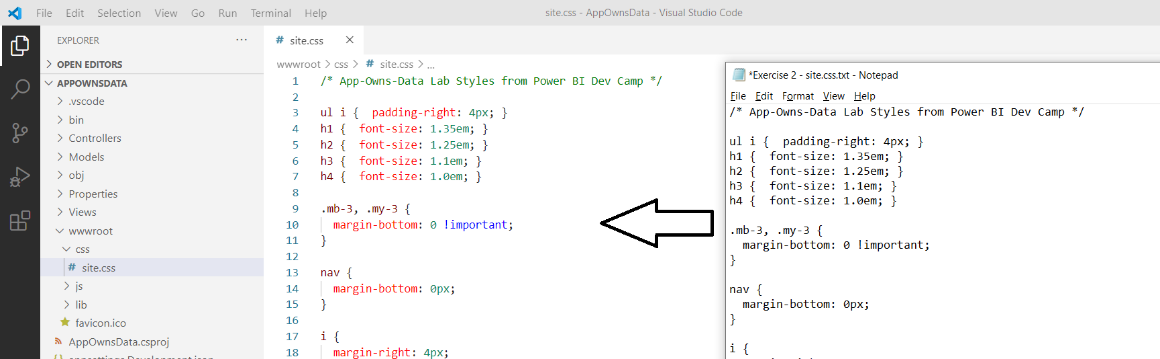 File Edit Selection View Go Run Terminal Help
site.css - AppOwnsData - Visual Studio Code
EXPLORER
OPEN EDITORS
APPOWNSDATA
.vscode
bin
Controllers
Models
obj
Properties
Views
wwwroot
css
# site.css
js
lib
favicon.ico
AppOwnsData.csproj
# site.css
wwwroot > css > # site.css > ...
1 /* App-Owns-Data Lab Styles from Power BI Dev Camp */
2
3 ul i { padding-right: 4px; }
4 h1 { font-size: 1.35em; }
5 h2 { font-size: 1.25em; }
6 h3 { font-size: 1.1em; }
7 h4 { font-size: 1.0em; }
8
9 .mb-3, .my-3 {
10 margin-bottom: 0 !important;
11 }
12
13 nav {
14 margin-bottom: 0px;
15 }
16
17 i {
18 margin-right: 4px;
*Exercise 2 - site.css.txt - Notepad
File Edit Format View Help
/* App-Owns-Data Lab Styles from Power BI Dev Camp */
ul i { padding-right: 4px; }
h1 { font-size: 1.35em; }
h2 { font-size: 1.25em; }
h3 { font-size: 1.1em; }
h4 { font-size: 1.0em; }
.mb-3, .my-3 {
margin-bottom: 0 !important;
}
nav {
margin-bottom: 0px;
}
i {